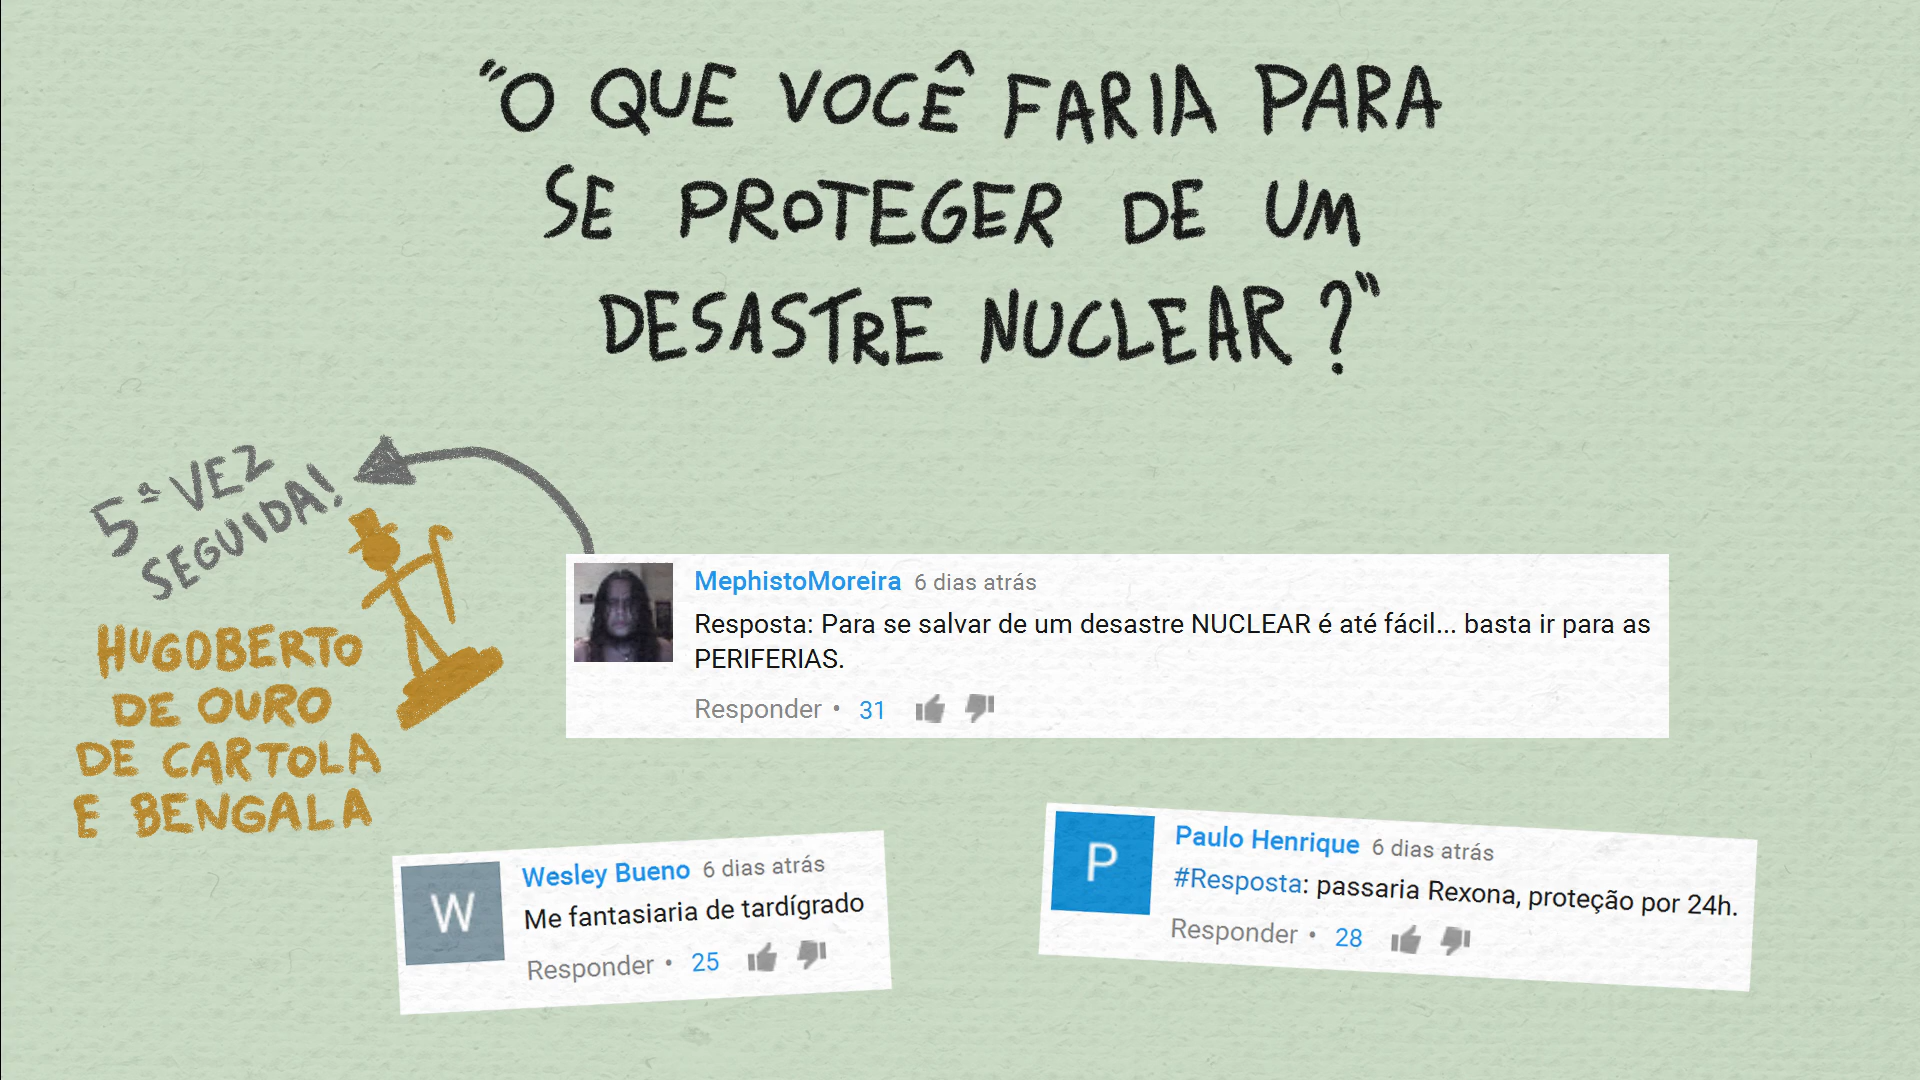 "O QUE VOCÊ FARIA PARA
SE PROTEGER DE UM
DESASTRE NUCLEAR?"
5ª VEZ
SEGUIDA!
HUGOBERTO
DE OURO
DE CARTOLA
E BENGALA
MephistoMoreira 6 dias atrás
Resposta: Para se salvar de um desastre NUCLEAR é até fácil... basta ir para as
PERIFERIAS.
Responder • 31
W
Wesley Bueno 6 dias atrás
Me fantasiaria de tardígrado
Responder • 25
P
Paulo Henrique 6 dias atrás
#Resposta: passaria Rexona, proteção por 24h.
Responder • 28